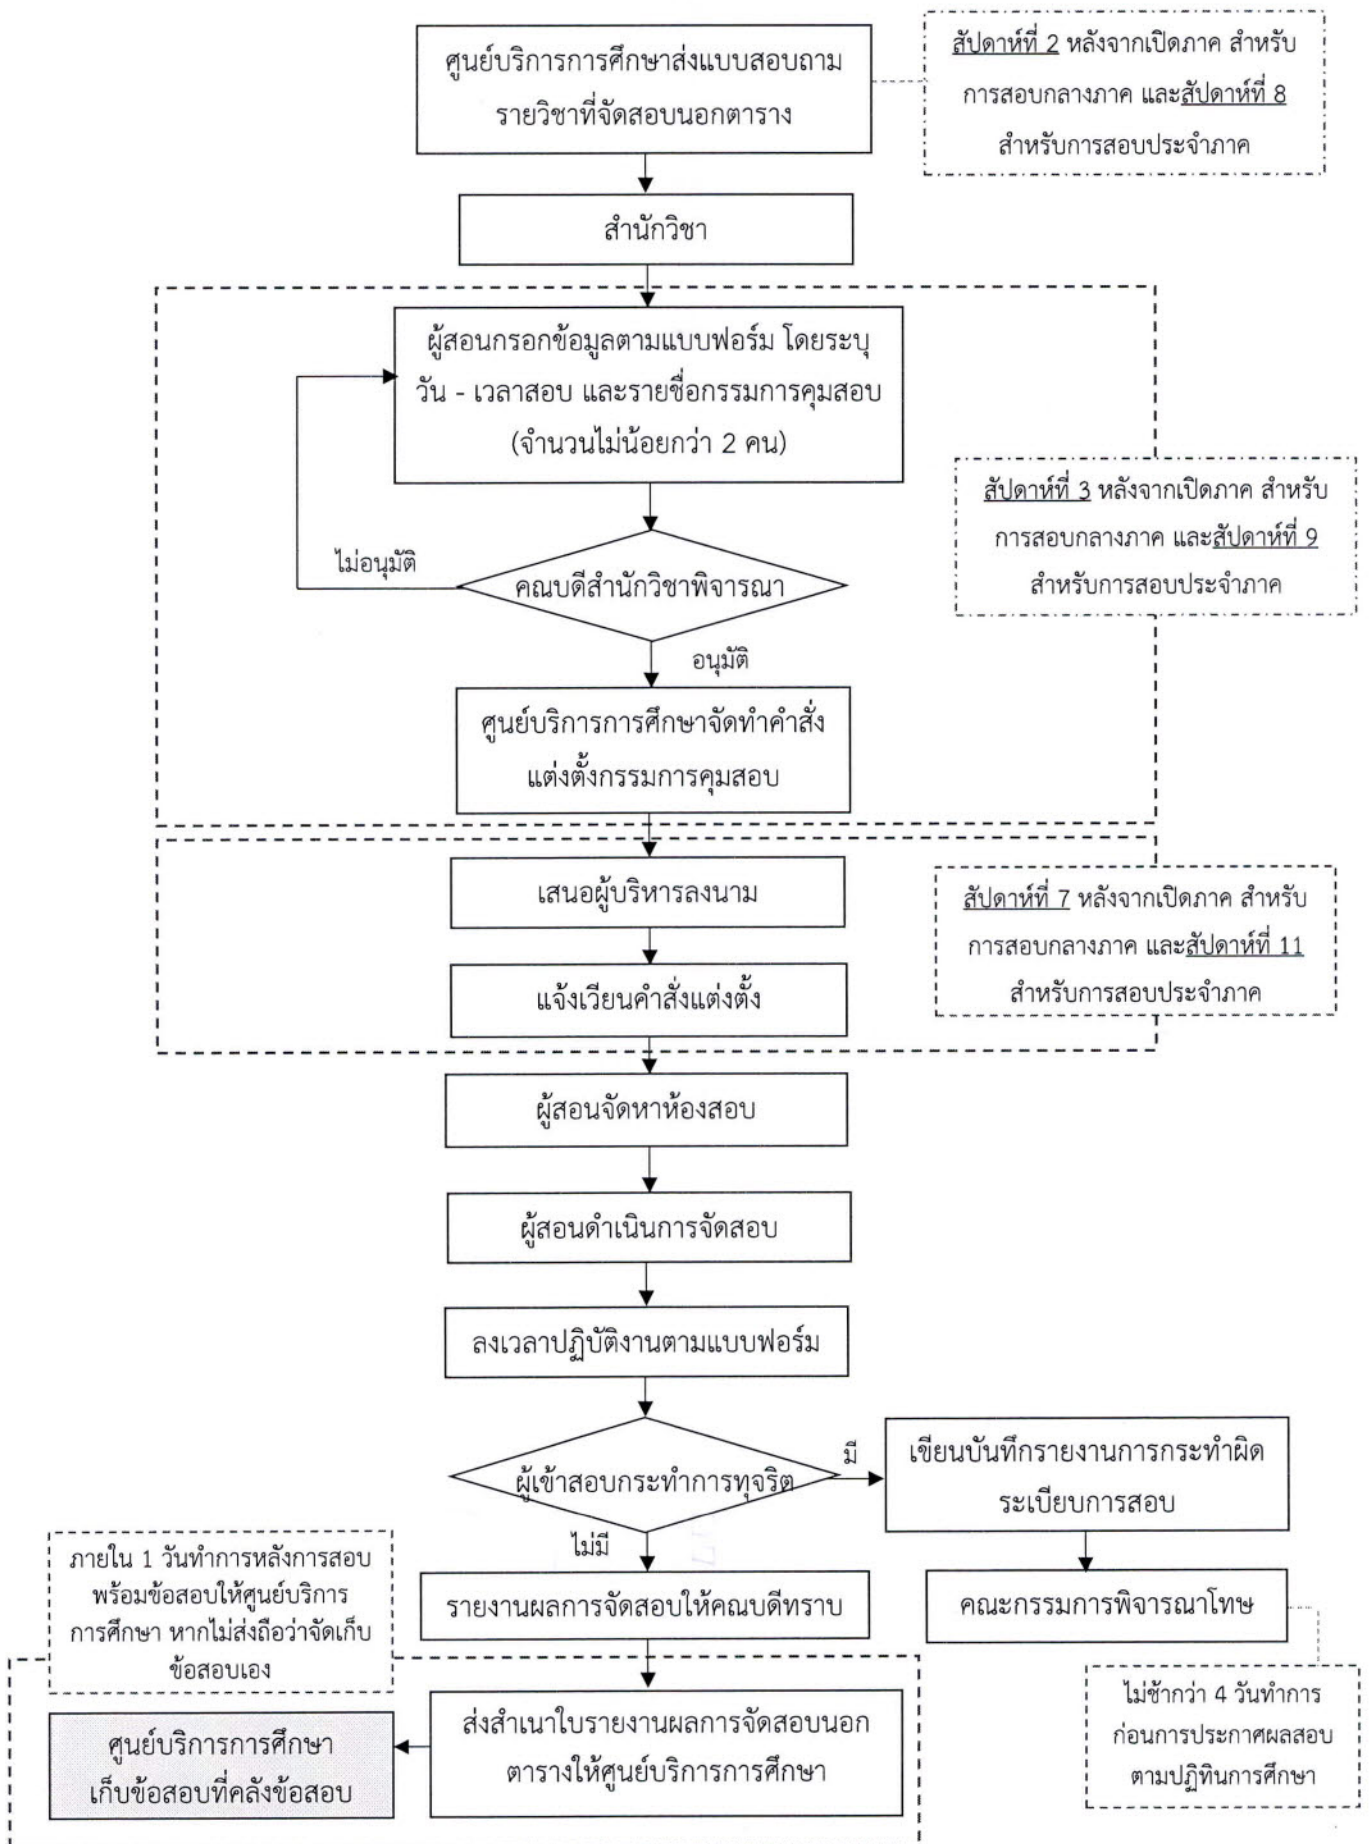 ศูนย์บริการการศึกษาส่งแบบสอบถาม
รายวิชาที่จัดสอบนอกตาราง
สัปดาห์ที่ 2 หลังจากเปิดภาค สำหรับ
การสอบกลางภาค และสัปดาห์ที่ 8
สำหรับการสอบประจำภาค
สำนักวิชา
ผู้สอนกรอกข้อมูลตามแบบฟอร์ม โดยระบุ
วัน - เวลาสอบ และรายชื่อกรรมการคุมสอบ
(จำนวนไม่น้อยกว่า 2 คน)
สัปดาห์ที่ 3 หลังจากเปิดภาค สำหรับ
การสอบกลางภาค และสัปดาห์ที่ 9
สำหรับการสอบประจำภาค
ไม่อนุมัติ
คณบดีสำนักวิชาพิจารณา
อนุมัติ
ศูนย์บริการการศึกษาจัดทำคำสั่ง
แต่งตั้งกรรมการคุมสอบ
เสนอผู้บริหารลงนาม
สัปดาห์ที่ 7 หลังจากเปิดภาค สำหรับ
การสอบกลางภาค และสัปดาห์ที่ 11
สำหรับการสอบประจำภาค
แจ้งเวียนคำสั่งแต่งตั้ง
ผู้สอนจัดหาห้องสอบ
ผู้สอนดำเนินการจัดสอบ
ลงเวลาปฏิบัติงานตามแบบฟอร์ม
ผู้เข้าสอบกระทำการทุจริต
มี
เขียนบันทึกรายงานการกระทำผิด
ระเบียบการสอบ
ไม่มี
ภายใน 1 วันทำการหลังการสอบ
พร้อมข้อสอบให้ศูนย์บริการ
การศึกษา หากไม่ส่งถือว่าจัดเก็บ
ข้อสอบเอง
รายงานผลการจัดสอบให้คณบดีทราบ
คณะกรรมการพิจารณาโทษ
ไม่ช้ากว่า 4 วันทำการ
ก่อนการประกาศผลสอบ
ตามปฏิทินการศึกษา
ส่งสำเนาใบรายงานผลการจัดสอบนอก
ตารางให้ศูนย์บริการการศึกษา
ศูนย์บริการการศึกษา
เก็บข้อสอบที่คลังข้อสอบ